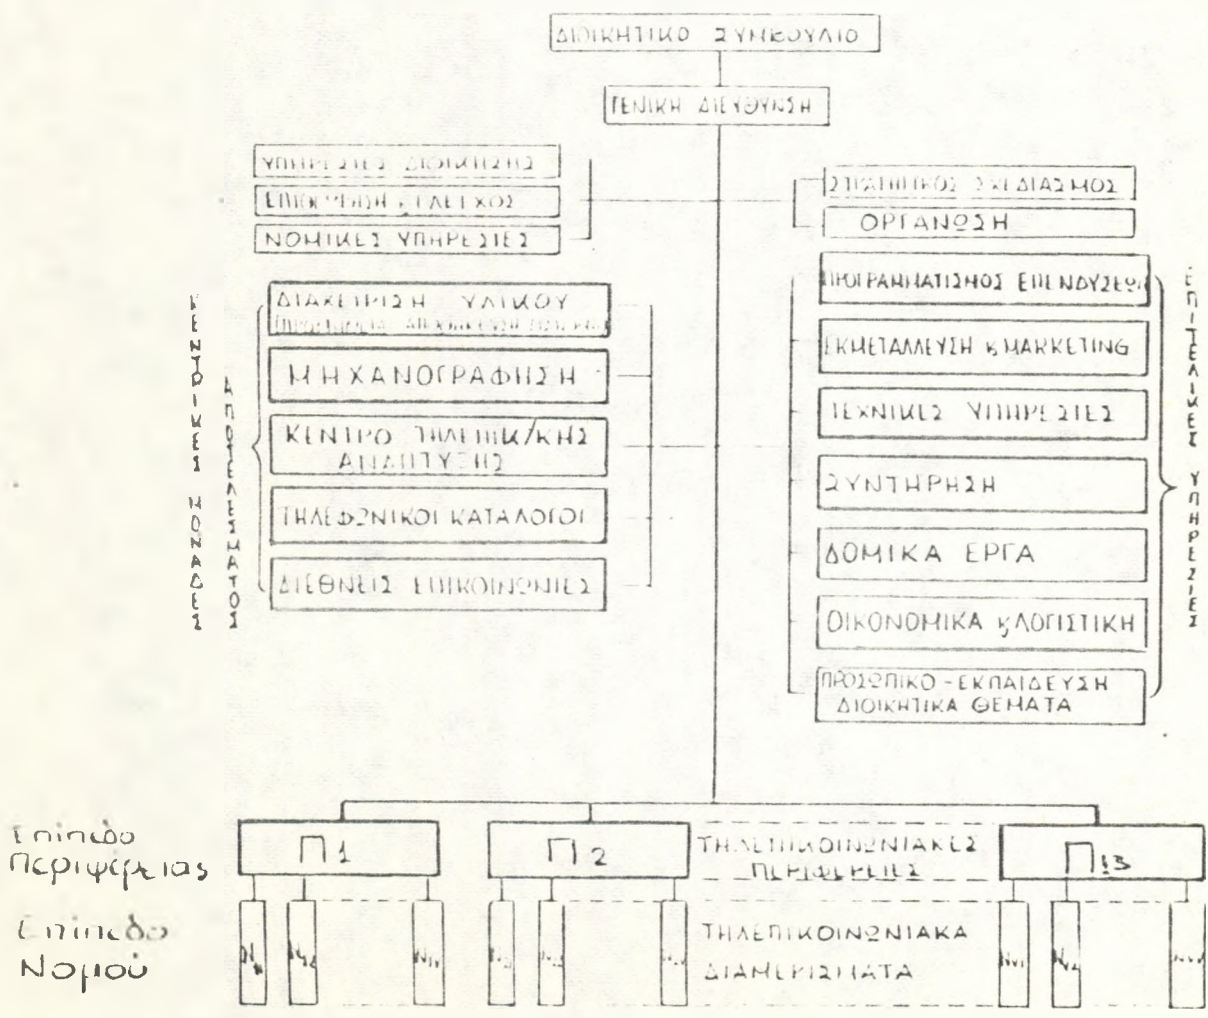 ΔΙΟΙΚΗΤΙΚΟ ΣΥΜΒΟΥΛΙΟ
ΓΕΝΙΚΗ ΔΙΕΥΘΥΝΣΗ
ΥΠΗΡΕΣΙΕΣ ΔΙΟΙΚΗΣΗΣ
ΕΠΙΘΕΩΡΗΣΗ & ΕΛΕΓΧΟΣ
ΝΟΜΙΚΕΣ ΥΠΗΡΕΣΙΕΣ
ΣΤΡΑΤΗΓΙΚΟΣ ΣΧΕΔΙΑΣΜΟΣ
ΟΡΓΑΝΩΣΗ
ΚΕΝΤΡΙΚΕΣ ΜΟΝΑΔΕΣ
ΑΠΟΤΕΛΕΣΜΑΤΟΣ
ΔΙΑΧΕΙΡΙΣΗ ΥΛΙΚΟΥ
ΜΗΧΑΝΟΓΡΑΦΗΣΗ
ΚΕΝΤΡΟ ΤΗΛΕΠΙΚ/ΚΗΣ
ΑΝΑΠΤΥΞΗΣ
ΤΗΛΕΦΩΝΙΚΟΙ ΚΑΤΑΛΟΓΟΙ
ΔΙΕΘΝΕΙΣ ΕΠΙΚΟΙΝΩΝΙΕΣ
ΠΡΟΓΡΑΜΜΑΤΙΣΜΟΣ ΕΠΕΝΔΥΣΕΩΝ
ΕΚΜΕΤΑΛΛΕΥΣΗ & MARKETING
ΤΕΧΝΙΚΕΣ ΥΠΗΡΕΣΙΕΣ
ΣΥΝΤΗΡΗΣΗ
ΔΟΜΙΚΑ ΕΡΓΑ
ΟΙΚΟΝΟΜΙΚΑ & ΛΟΓΙΣΤΙΚΗ
ΠΡΟΣΩΠΙΚΟ - ΕΚΠΑΙΔΕΥΣΗ
ΔΙΟΙΚΗΤΙΚΑ ΘΕΜΑΤΑ
ΕΠΙΤΕΛΙΚΕΣ ΥΠΗΡΕΣΙΕΣ
Επίπεδο
Περιφέρειας
Π1
Π2
ΤΗΛΕΠΙΚΟΙΝΩΝΙΑΚΕΣ
ΠΕΡΙΦΕΡΕΙΕΣ
Π13
Επίπεδο
Νομού
ΤΗΛΕΠΙΚΟΙΝΩΝΙΑΚΑ
ΔΙΑΜΕΡΙΣΜΑΤΑ